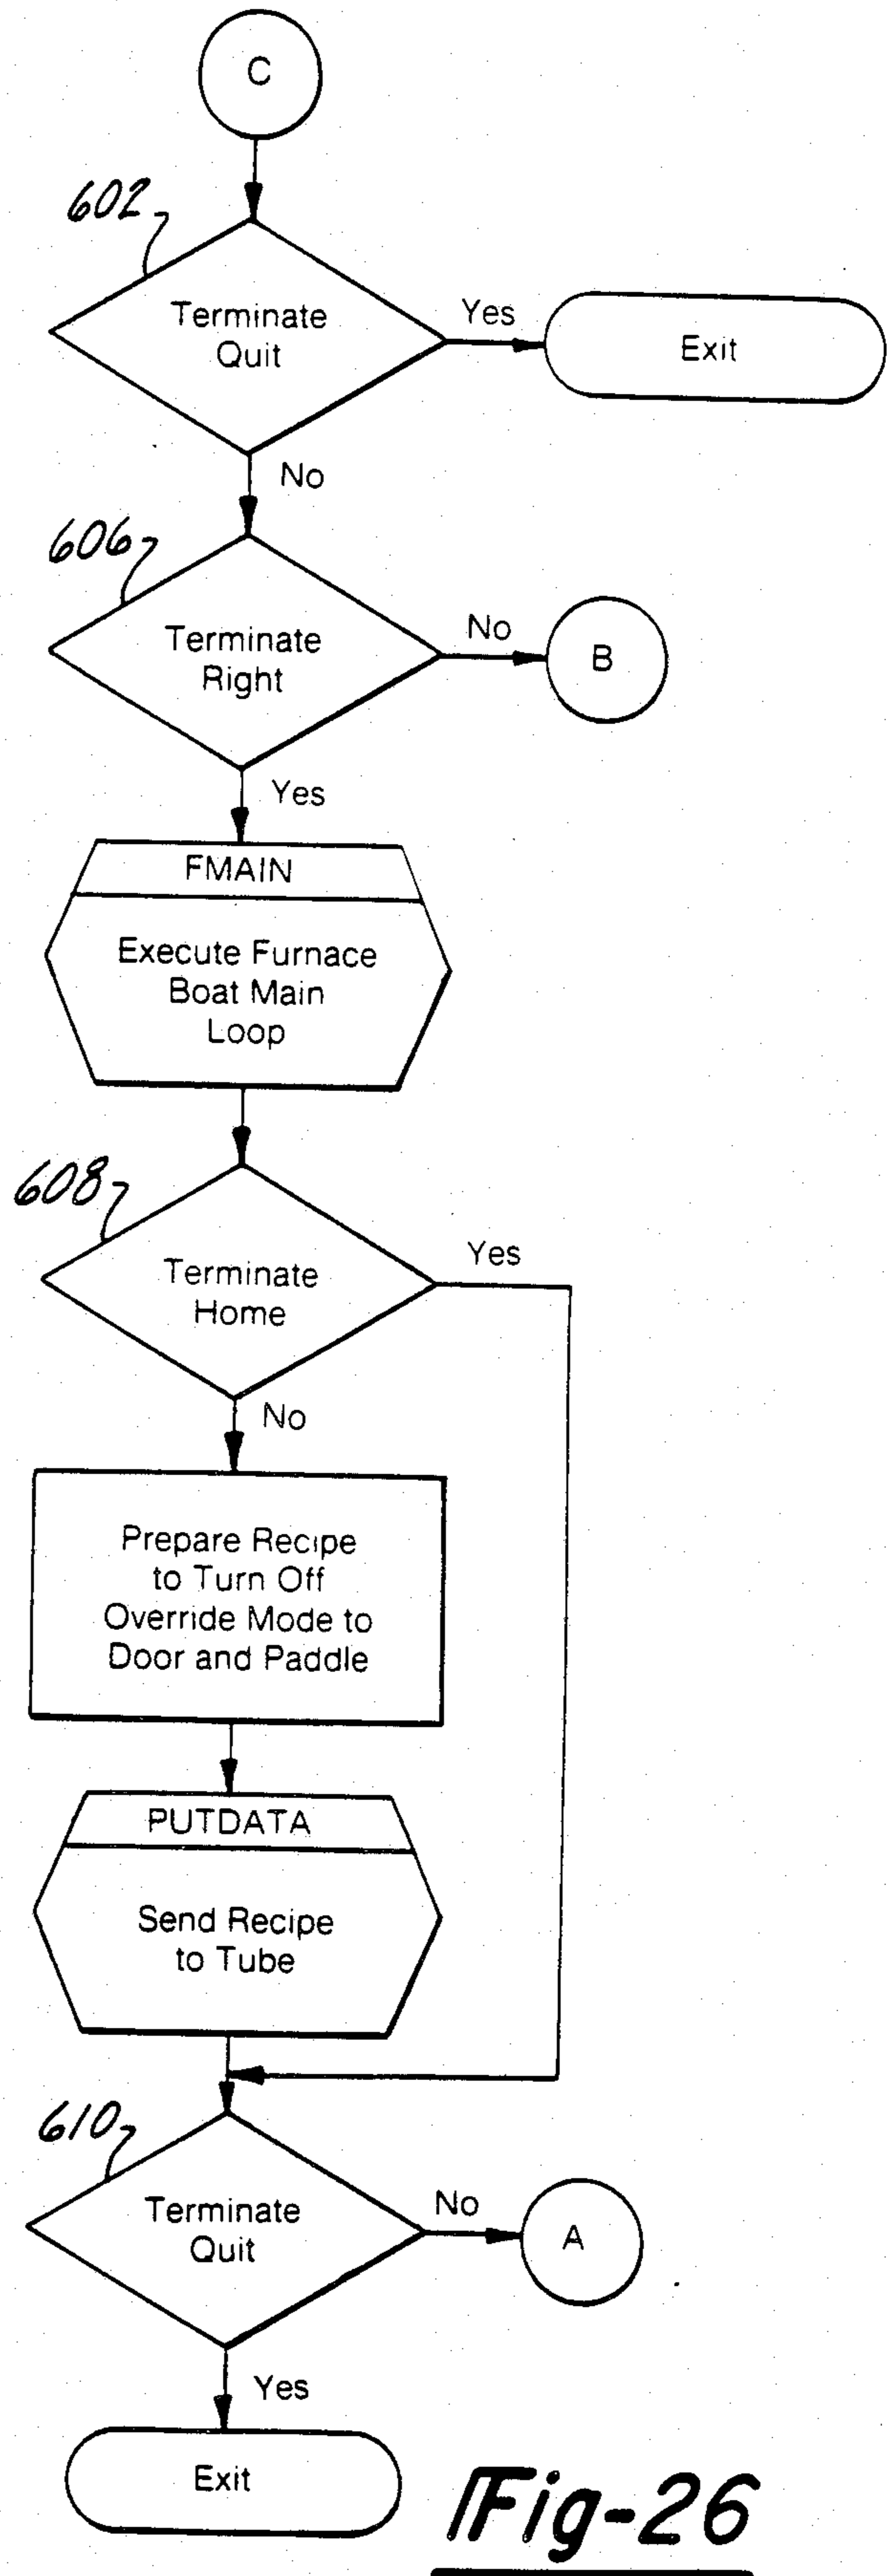 C
602
Terminate
Quit
Yes
Exit
No
606
Terminate
Right
No
B
Yes
FMAIN
Execute Furnace
Boat Main
Loop
608
Terminate
Home
Yes
No
Prepare Recipe
to Turn Off
Override Mode to
Door and Paddle
PUTDATA
Send Recipe
to Tube
610
Terminate
Quit
No
A
Yes
Exit
Fig-26